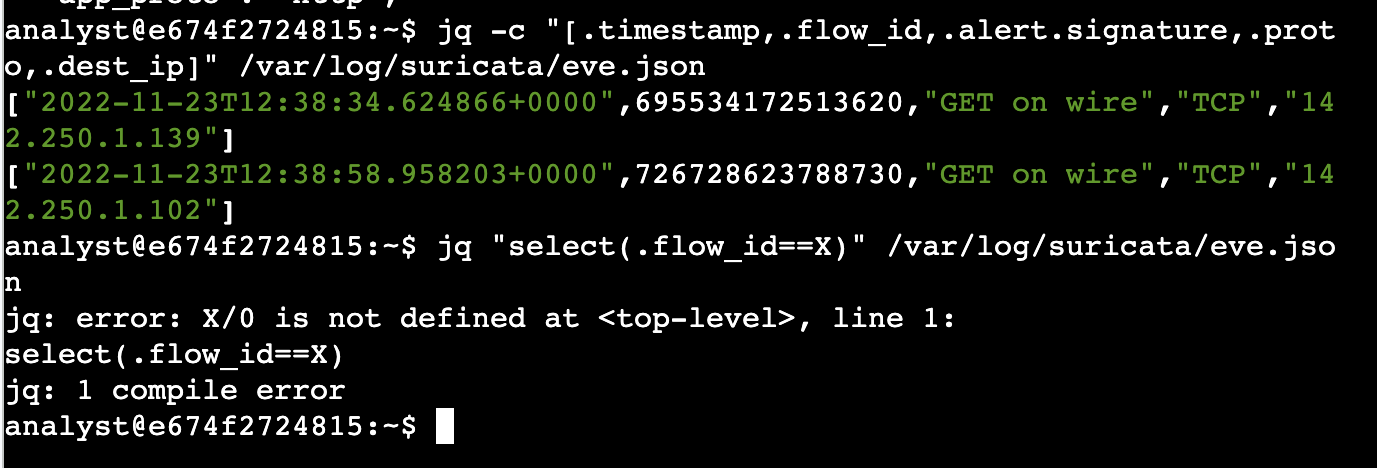 app_proto": "http",
analyst@e674f2724815:~$ jq -c "[.timestamp,.flow_id,.alert.signature,.prot
o,.dest_ip]" /var/log/suricata/eve.json
["2022-11-23T12:38:34.624866+0000",695534172513620,"GET on wire","TCP","14
2.250.1.139"]
["2022-11-23T12:38:58.958203+0000",726728623788730,"GET on wire","TCP","14
2.250.1.102"]
analyst@e674f2724815:~$ jq "select(.flow_id==X)" /var/log/suricata/eve.jso
n
jq: error: X/0 is not defined at <top-level>, line 1:
select(.flow_id==X)
jq: 1 compile error
analyst@e674f2724815:~$